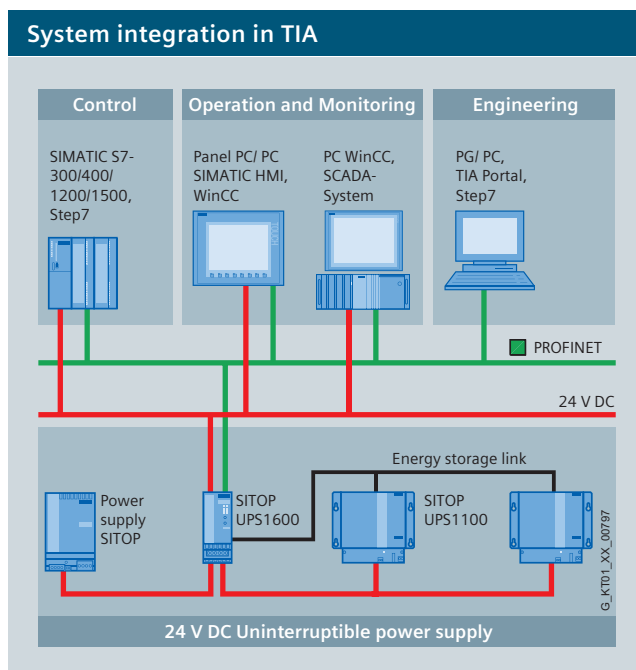 System integration in TIA
Control
Operation and Monitoring
Engineering
SIMATIC S7-
300/400/
1200/1500,
Step7
Panel PC/ PC
SIMATIC HMI,
WinCC
PC WinCC,
SCADA-
System
PG/ PC,
TIA Portal,
Step7
TOUCH
PROFINET
24 V DC
Energy storage link
Power
supply
SITOP
SITOP
UPS1600
SITOP
UPS1100
G_KT01_XX_00797
24 V DC Uninterruptible power supply